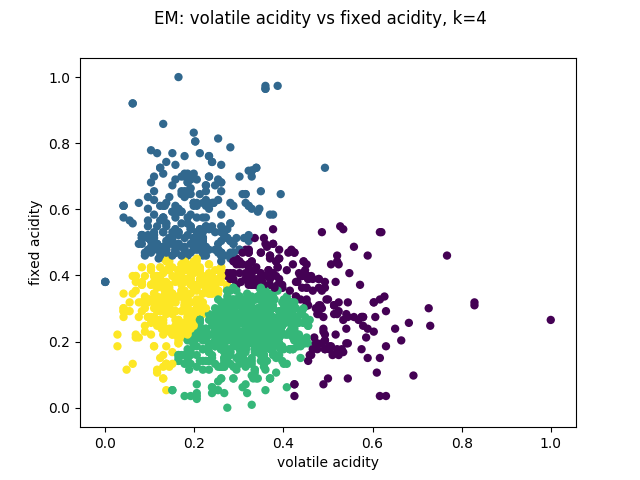 EM: volatile acidity vs fixed acidity, k=4
1.0
0.8
0.6
0.4
0.2
0.0
fixed acidity
0.0 0.2 0.4 0.6 0.8 1.0
volatile acidity